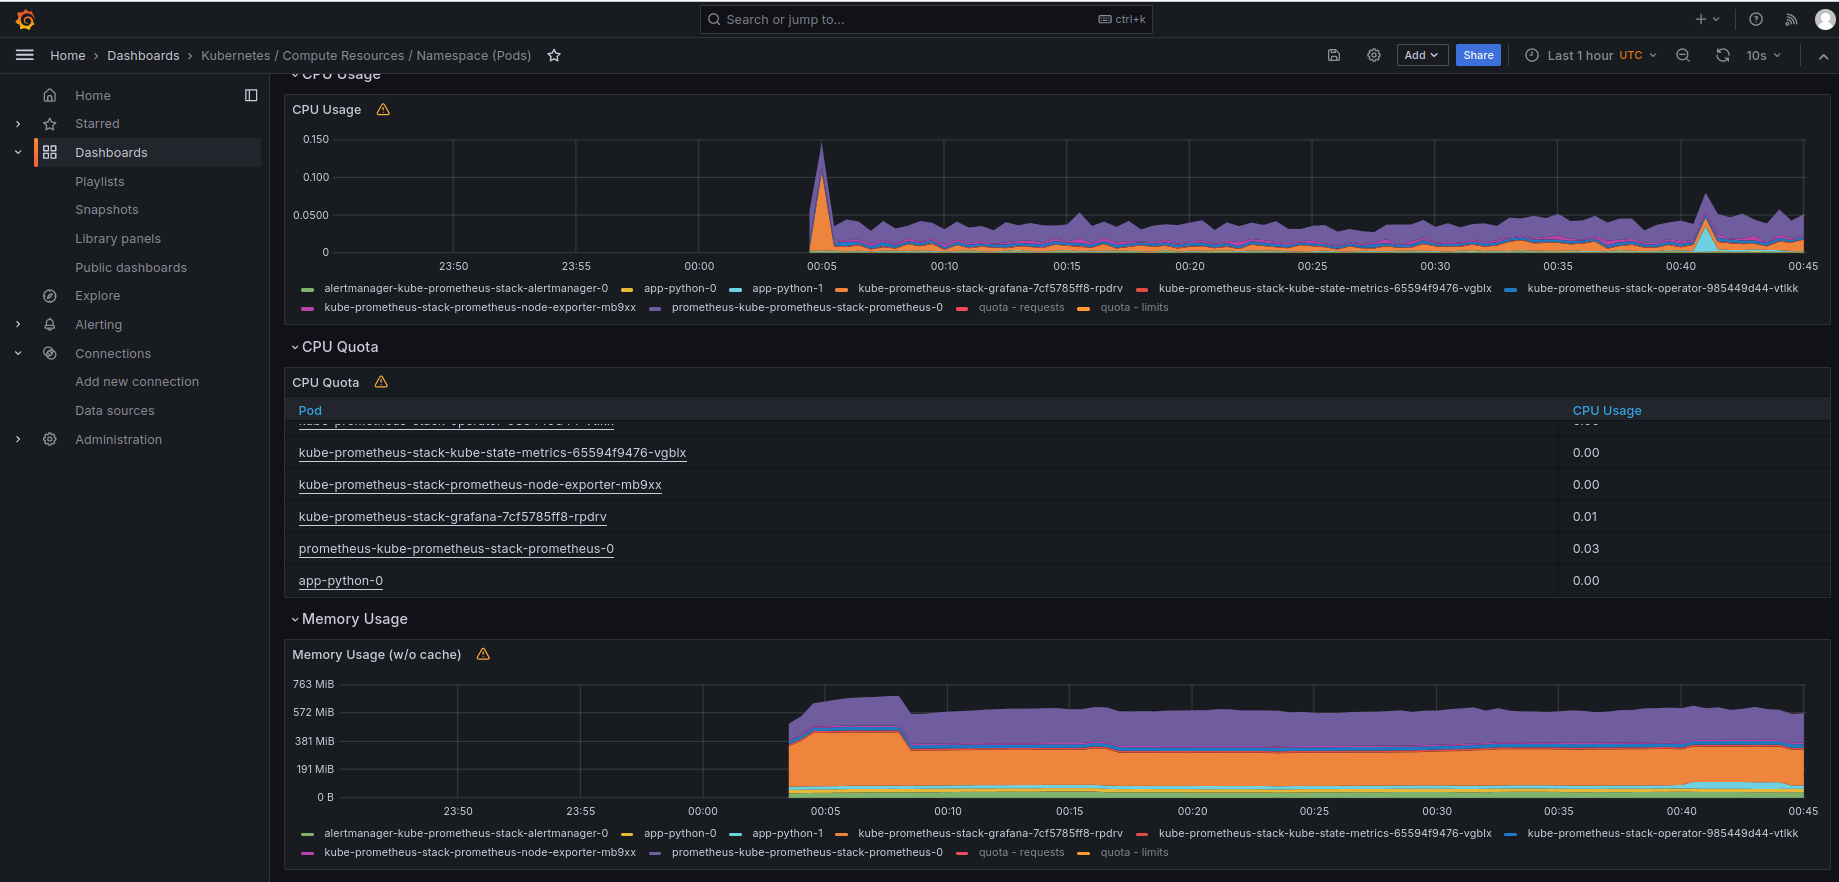 Search or jump to...
ctrl+k
Home › Dashboards › Kubernetes / Compute Resources / Namespace (Pods)
Add
Share
Last 1 hour UTC
10s
Home
Starred
Dashboards
Playlists
Snapshots
Library panels
Public dashboards
Explore
Alerting
Connections
Add new connection
Data sources
Administration
CPU Usage
CPU Usage
0.150
0.100
0.0500
0
23:50 23:55 00:00 00:05 00:10 00:15 00:20 00:25 00:30 00:35 00:40 00:45
alertmanager-kube-prometheus-stack-alertmanager-0 app-python-0 app-python-1 kube-prometheus-stack-grafana-7cf5785ff8-rpdrv kube-prometheus-stack-kube-state-metrics-65594f9476-vgblx kube-prometheus-stack-operator-985449d44-vtlkk
kube-prometheus-stack-prometheus-node-exporter-mb9xx prometheus-kube-prometheus-stack-prometheus-0 quota - requests quota - limits
CPU Quota
CPU Quota
Pod CPU Usage
kube-prometheus-stack-operator-985449d44-vtlkk 0.00
kube-prometheus-stack-kube-state-metrics-65594f9476-vgblx 0.00
kube-prometheus-stack-prometheus-node-exporter-mb9xx 0.00
kube-prometheus-stack-grafana-7cf5785ff8-rpdrv 0.01
prometheus-kube-prometheus-stack-prometheus-0 0.03
app-python-0 0.00
Memory Usage
Memory Usage (w/o cache)
763 MiB
572 MiB
381 MiB
191 MiB
0 B
23:50 23:55 00:00 00:05 00:10 00:15 00:20 00:25 00:30 00:35 00:40 00:45
alertmanager-kube-prometheus-stack-alertmanager-0 app-python-0 app-python-1 kube-prometheus-stack-grafana-7cf5785ff8-rpdrv kube-prometheus-stack-kube-state-metrics-65594f9476-vgblx kube-prometheus-stack-operator-985449d44-vtlkk
kube-prometheus-stack-prometheus-node-exporter-mb9xx prometheus-kube-prometheus-stack-prometheus-0 quota - requests quota - limits